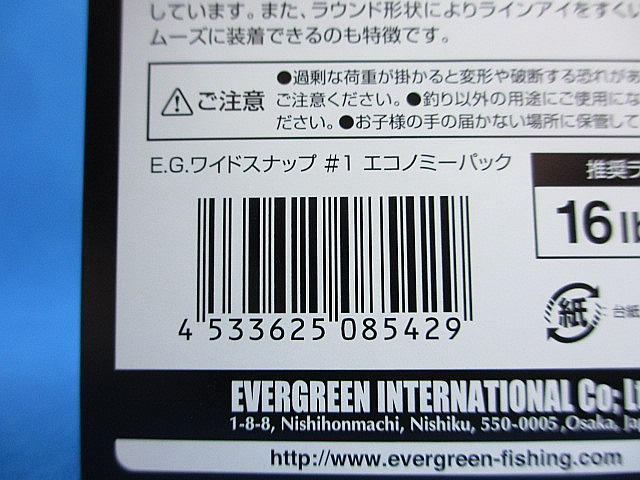 しています。また、ラウンド形状によりラインアイをすくい
ムーズに装着できるのも特徴です。
ご注意
●過剰な荷重が掛かると変形や破断する恐れがあ
ご注意ください。●釣り以外の用途にご使用にな
ださい。●お子様の手の届かない場所に保管して
E.G.ワイドスナップ #1 エコノミーパック
推奨ラ
16lb
4 533625 085429
紙
台紙
EVERGREEN INTERNATIONAL Co; Lt
1-8-8, Nishihonmachi, Nishiku, 550-0005 ,Osaka, Jap
http://www.evergreen-fishing.com